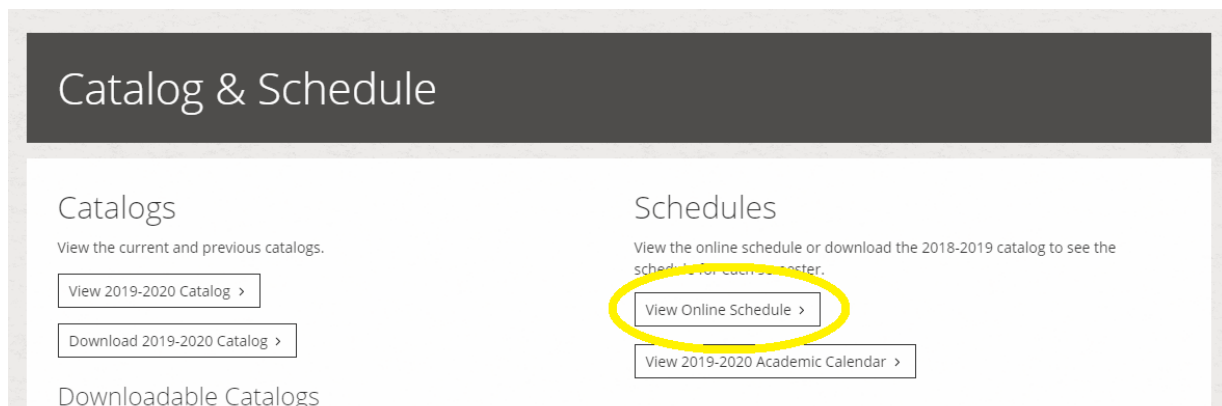 Catalog & Schedule
Catalogs
View the current and previous catalogs.
View 2019-2020 Catalog >
Download 2019-2020 Catalog >
Downloadable Catalogs
Schedules
View the online schedule or download the 2018-2019 catalog to see the
schedule for each semester.
View Online Schedule >
View 2019-2020 Academic Calendar >